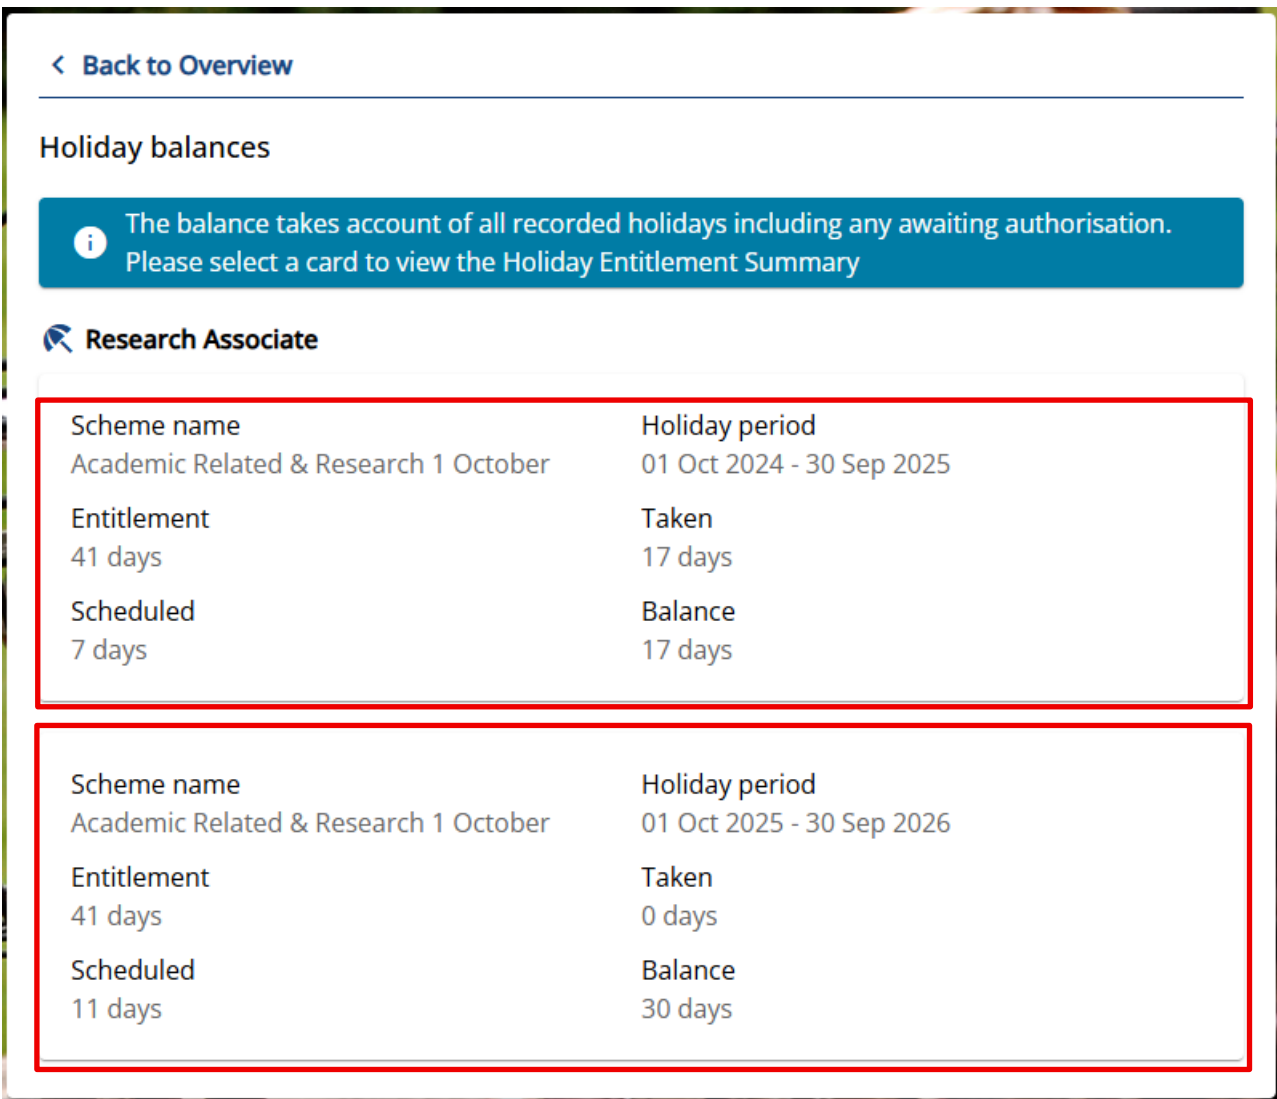 Back to Overview
Holiday balances
The balance takes account of all recorded holidays including any awaiting authorisation.
Please select a card to view the Holiday Entitlement Summary
Research Associate
Scheme name
Academic Related & Research 1 October
Holiday period
01 Oct 2024 - 30 Sep 2025
Entitlement
41 days
Taken
17 days
Scheduled
7 days
Balance
17 days
Scheme name
Academic Related & Research 1 October
Holiday period
01 Oct 2025 - 30 Sep 2026
Entitlement
41 days
Taken
0 days
Scheduled
11 days
Balance
30 days